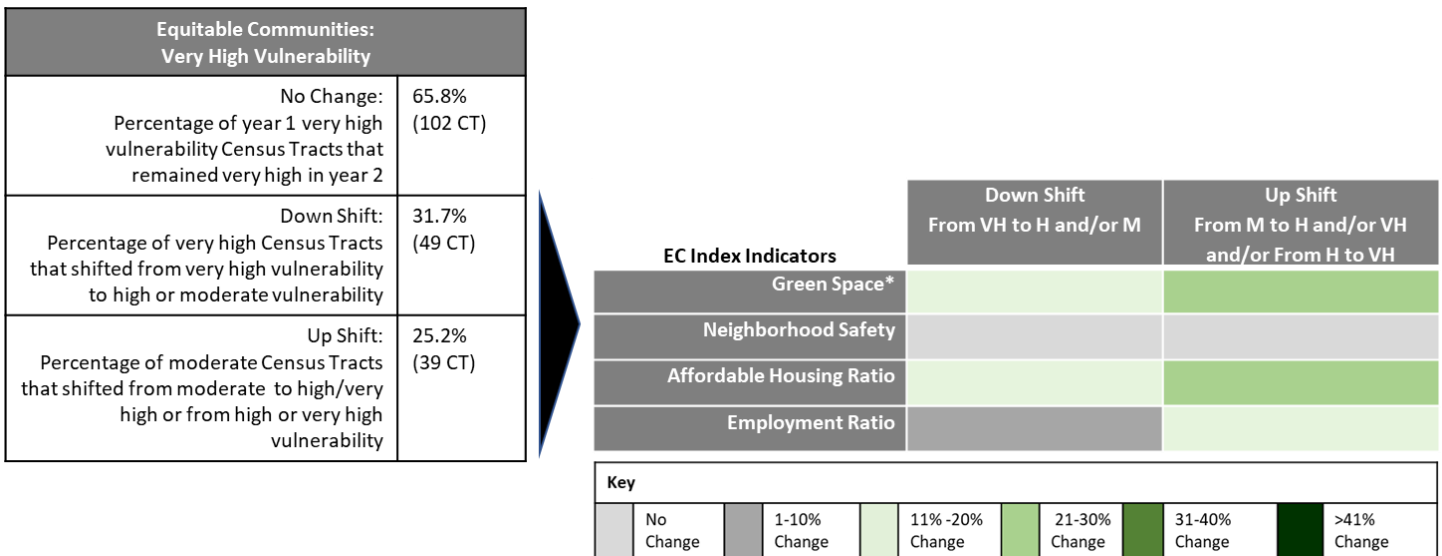 Equitable Communities:
Very High Vulnerability
No Change:
Percentage of year 1 very high
vulnerability Census Tracts that
remained very high in year 2
65.8%
(102 CT)
Down Shift:
Percentage of very high Census Tracts
that shifted from very high vulnerability
to high or moderate vulnerability
31.7%
(49 CT)
Up Shift:
Percentage of moderate Census Tracts
that shifted from moderate to high/very
high or from high or very high
vulnerability
25.2%
(39 CT)
EC Index Indicators
Down Shift
From VH to H and/or M
Up Shift
From M to H and/or VH
and/or From H to VH
Green Space*
Neighborhood Safety
Affordable Housing Ratio
Employment Ratio
Key
No
Change
1-10%
Change
11% -20%
Change
21-30%
Change
31-40%
Change
>41%
Change